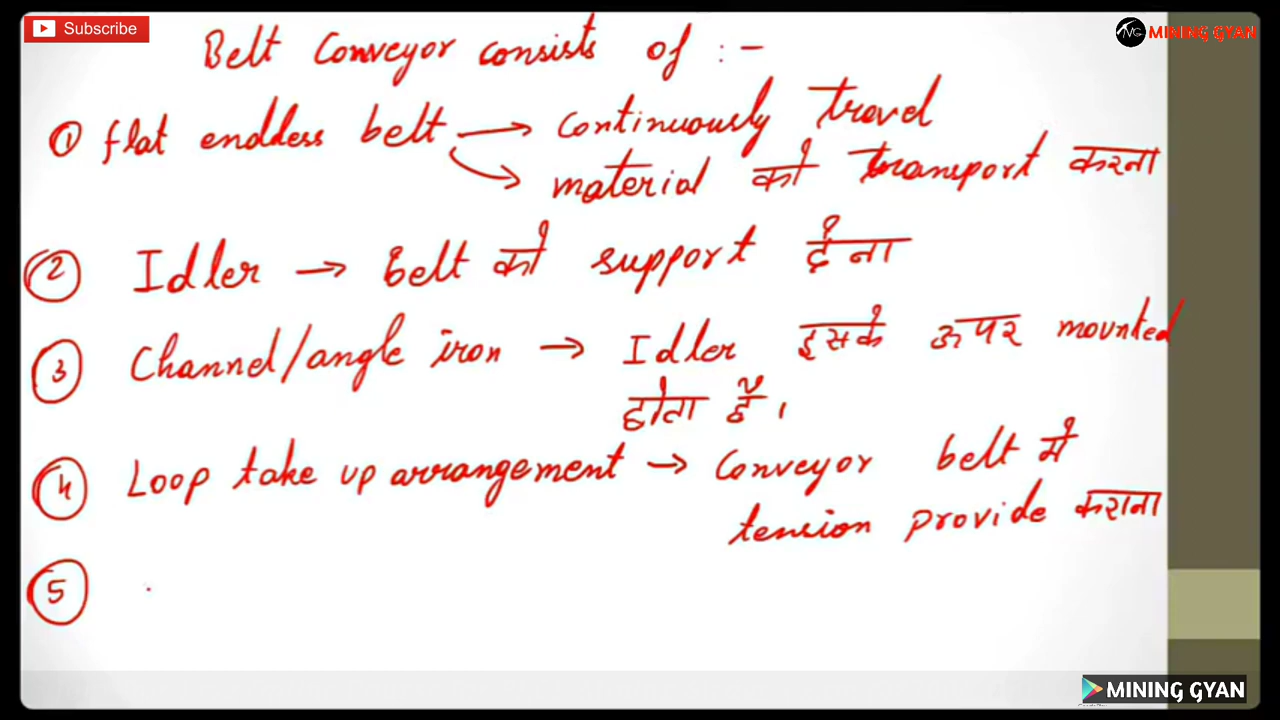 Subscribe
MINING GYAN
Belt Conveyor consists of :-
① flat enddess belt → continuously travel
→ material को transport करना
② Idler → Belt को support देना
③ Channel/angle iron → Idler इसके ऊपर mounted
होता है।
④ Loop take up arrangement → Conveyor belt में
tension provide कराना
⑤
MINING GYAN